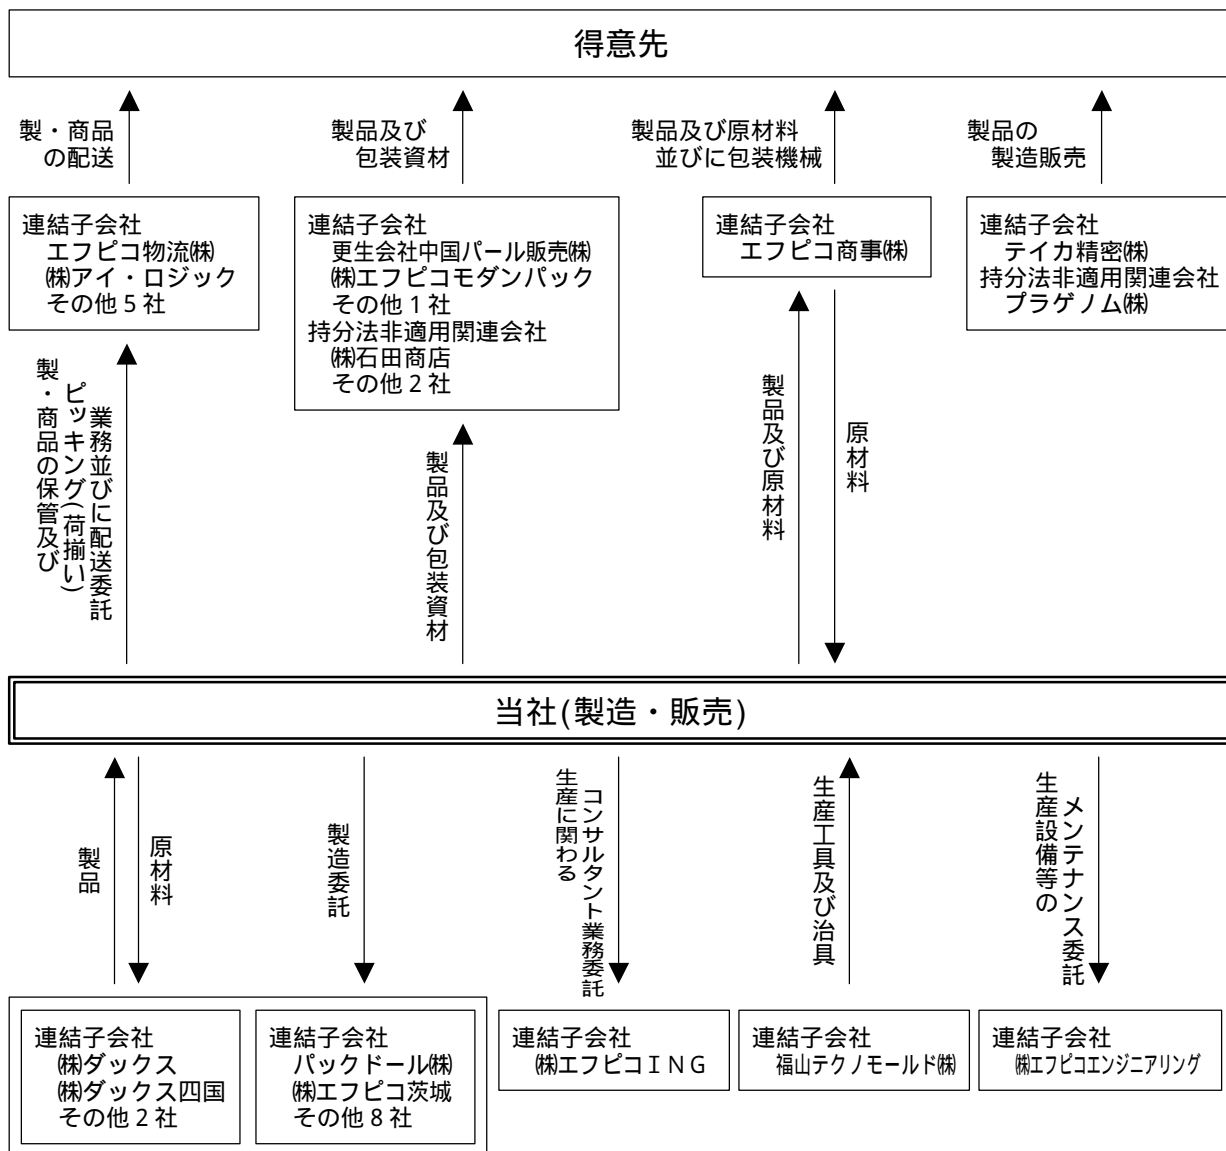 得意先
製・商品
の配送
製品及び
包装資材
製品及び原材料
並びに包装機械
製品の
製造販売
連結子会社
エフピコ物流㈱
㈱アイ・ロジック
その他５社
連結子会社
更生会社中国パール販売㈱
㈱エフピコモダンパック
その他１社
持分法非適用関連会社
㈱石田商店
その他２社
連結子会社
エフピコ商事㈱
連結子会社
テイカ精密㈱
持分法非適用関連会社
プラゲノム㈱
製・商品の保管及び
ピッキング(荷揃い)
業務並びに配送委託
製品及び包装資材
製品及び原材料
原材料
当社(製造・販売)
製品
原材料
製造委託
生産に関わる
コンサルタント業務委託
生産工具及び治具
生産設備等の
メンテナンス委託
連結子会社
㈱ダックス
㈱ダックス四国
その他２社
連結子会社
パックドール㈱
㈱エフピコ茨城
その他８社
連結子会社
㈱エフピコＩＮＧ
連結子会社
福山テクノモールド㈱
連結子会社
㈱エフピコエンジニアリング